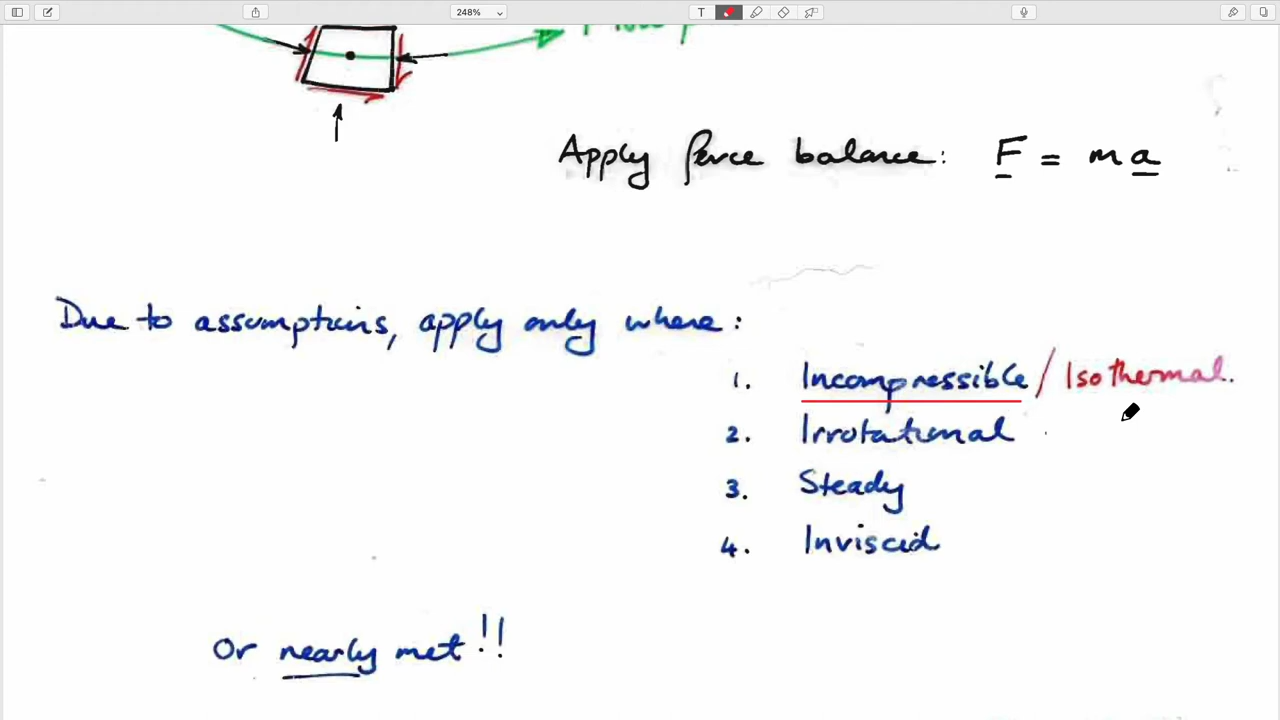 248%
T
Apply force balance: F = ma
Due to assumptions, apply only where:
1. Incompressible / Isothermal.
2. Irrotational
3. Steady
4. Inviscid
Or nearly met!!